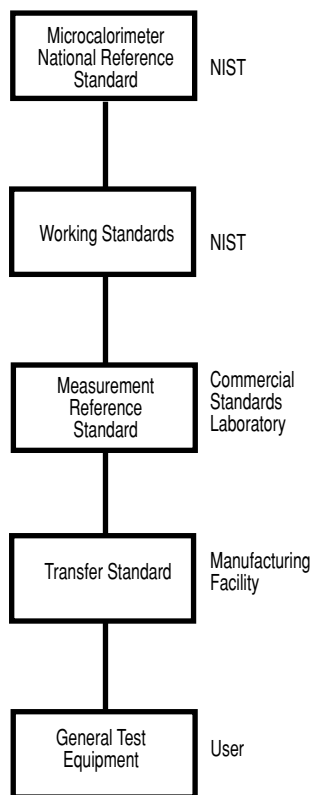 Microcalorimeter
National Reference
Standard
NIST
Working Standards
NIST
Measurement
Reference
Standard
Commercial
Standards
Laboratory
Transfer Standard
Manufacturing
Facility
General Test
Equipment
User